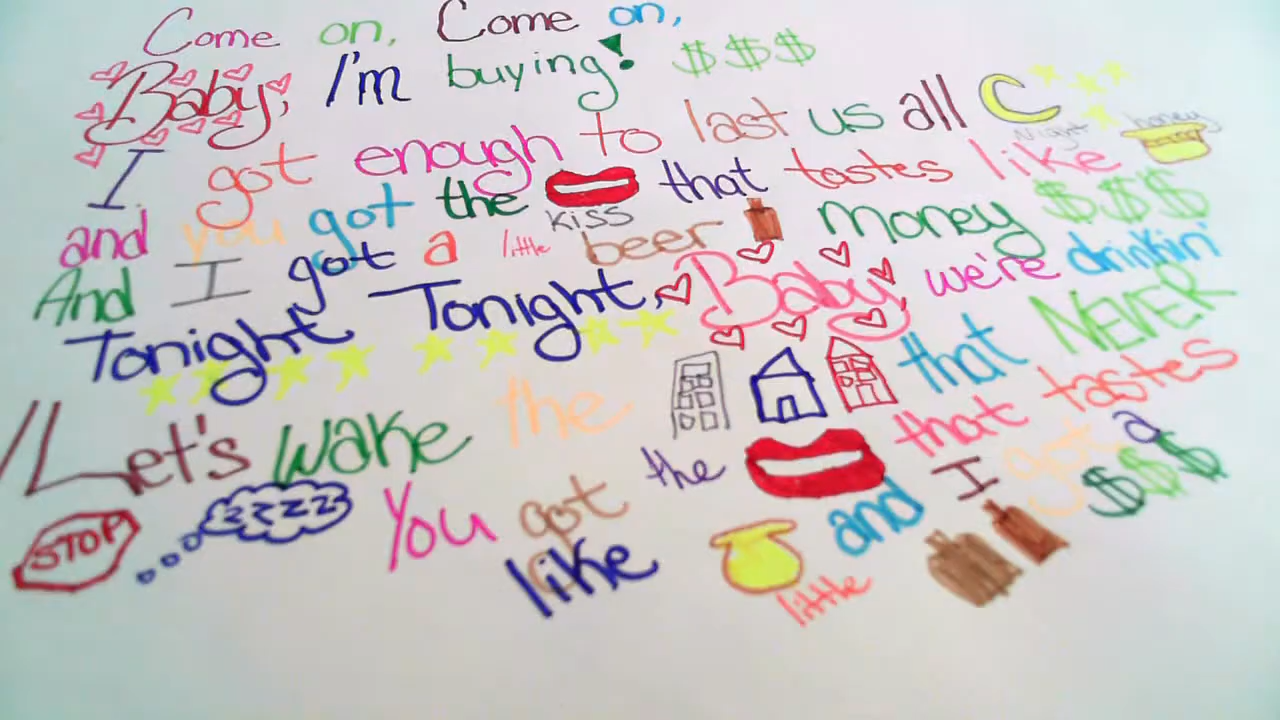 Come on, Come on,
Baby, I'm buying! $$$
I got enough to last us all
Night
honey
and you got the that tastes like
Kiss
And I got a little beer money $$$
Tonight Tonight, Baby, we're drinkin'
Let's wake the that NEVER
STOP zzzz You got the that tastes
like and I got a
little $$$